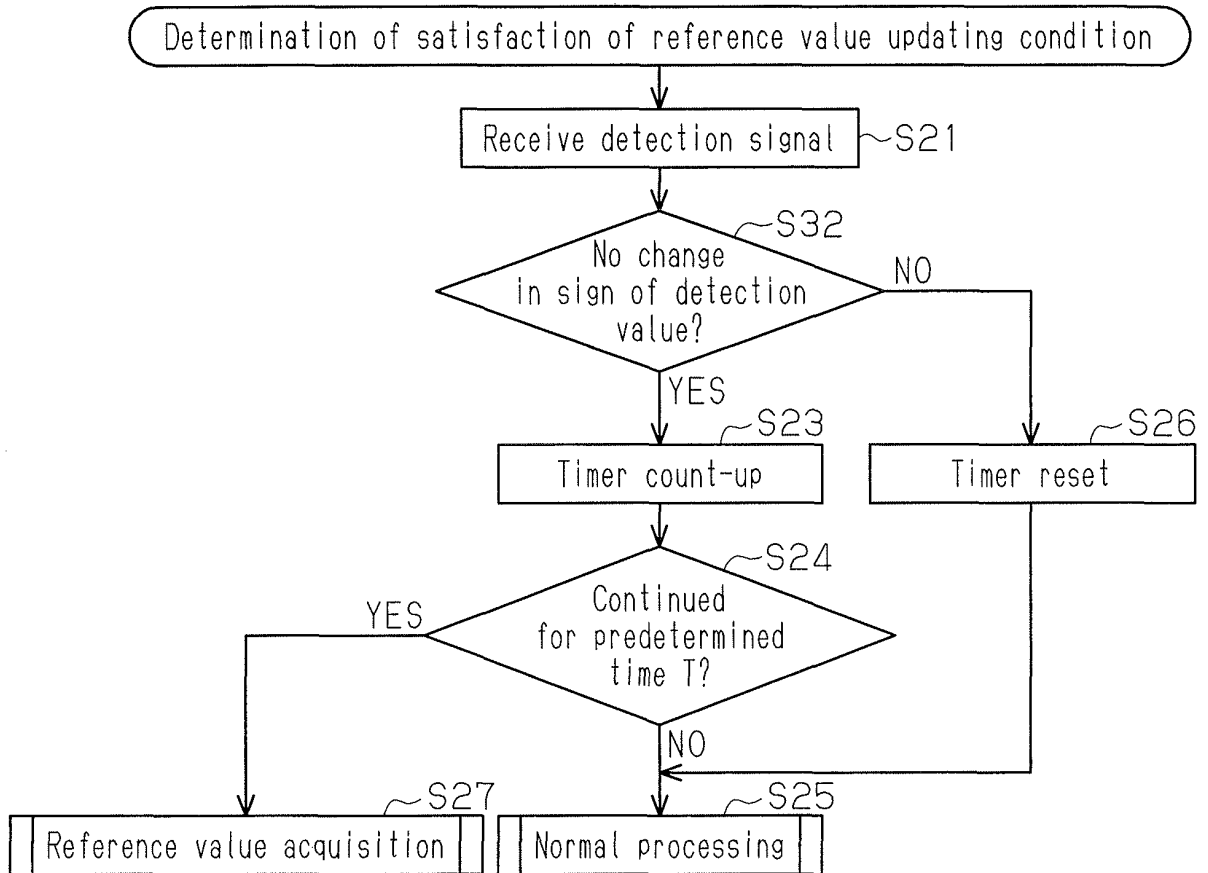 Determination of satisfaction of reference value updating condition
Receive detection signal
S21
S32
No change
in sign of detection
value?
NO
YES
S23
Timer count-up
S26
Timer reset
S24
Continued
for predetermined
time T?
YES
NO
S27
Reference value acquisition
S25
Normal processing